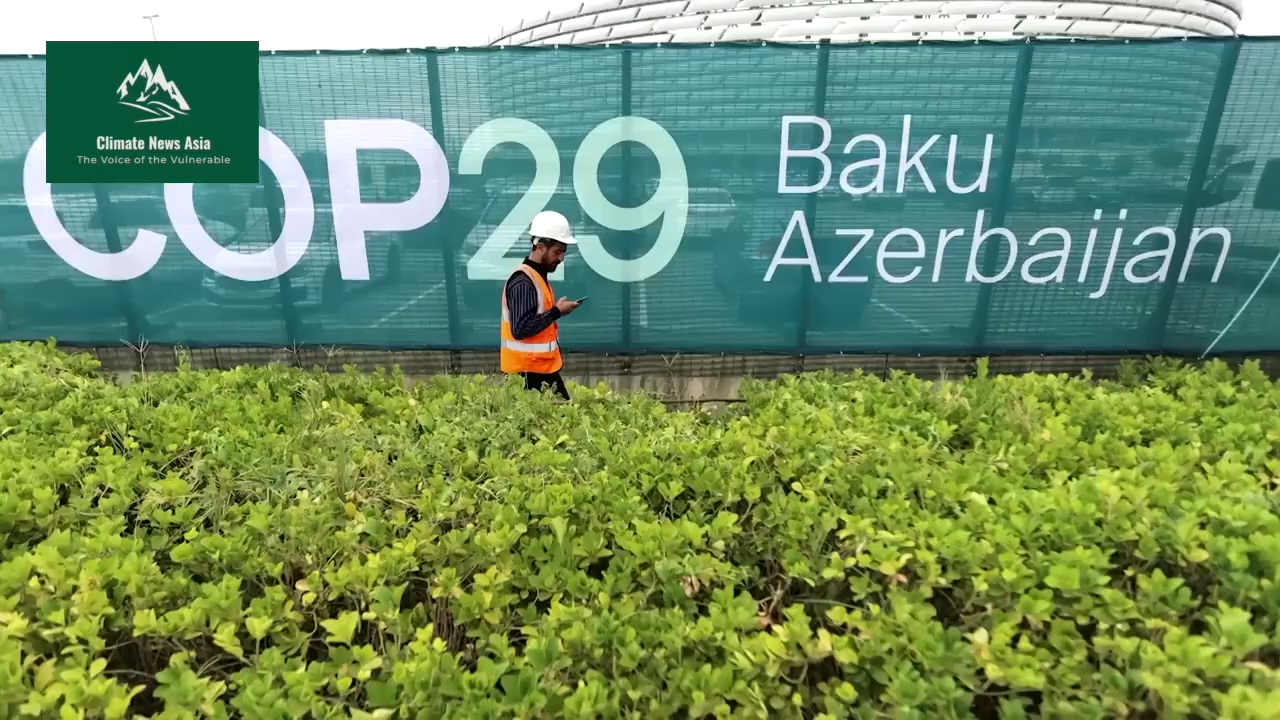 Climate News Asia
The Voice of the Vulnerable
COP29
Baku
Azerbaijan